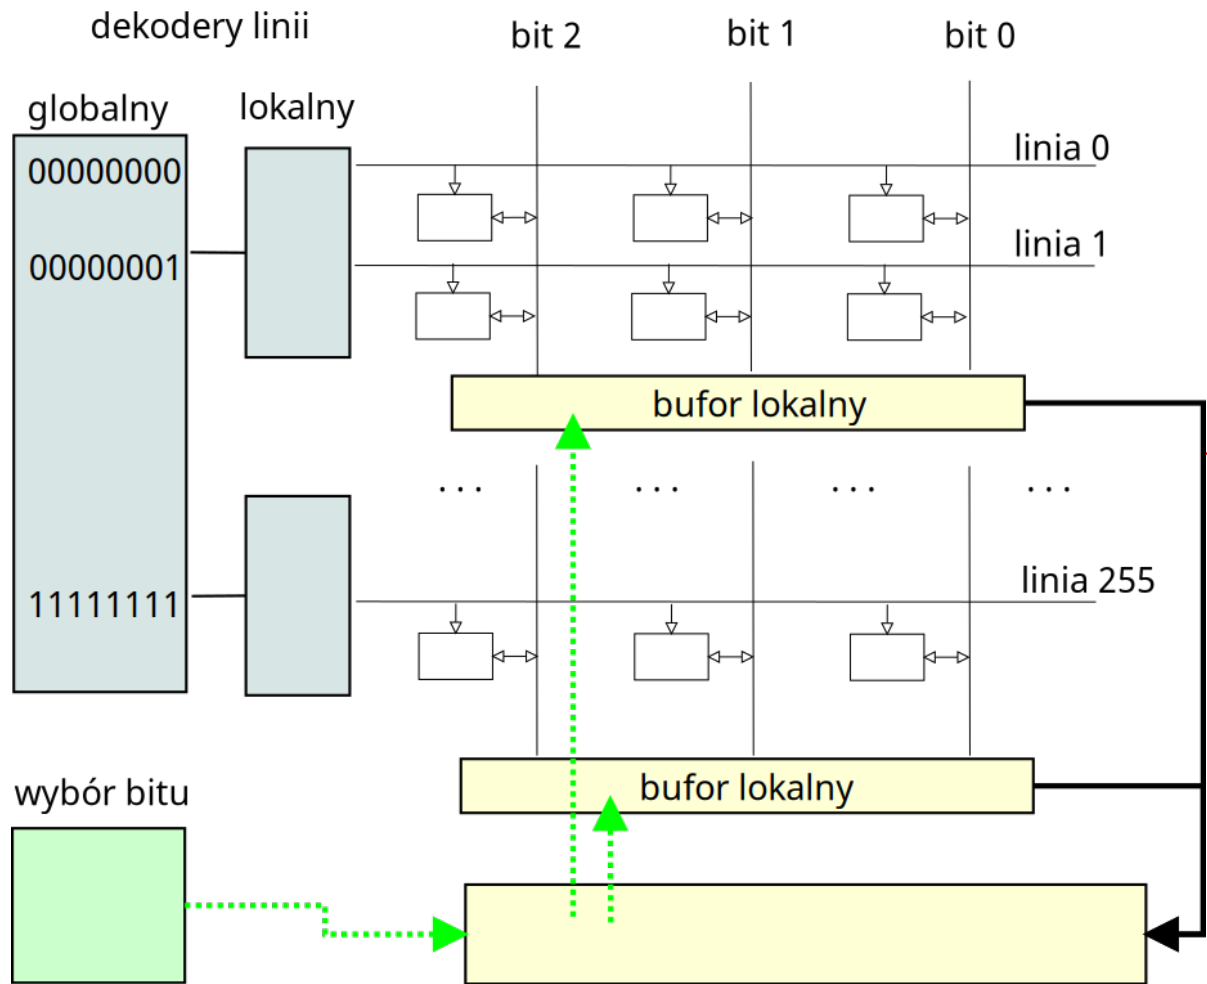 dekodery linii
bit 2
bit 1
bit 0
globalny
lokalny
00000000
linia 0
00000001
linia 1
bufor lokalny
. . .
. . .
. . .
. . .
11111111
linia 255
wybór bitu
bufor lokalny